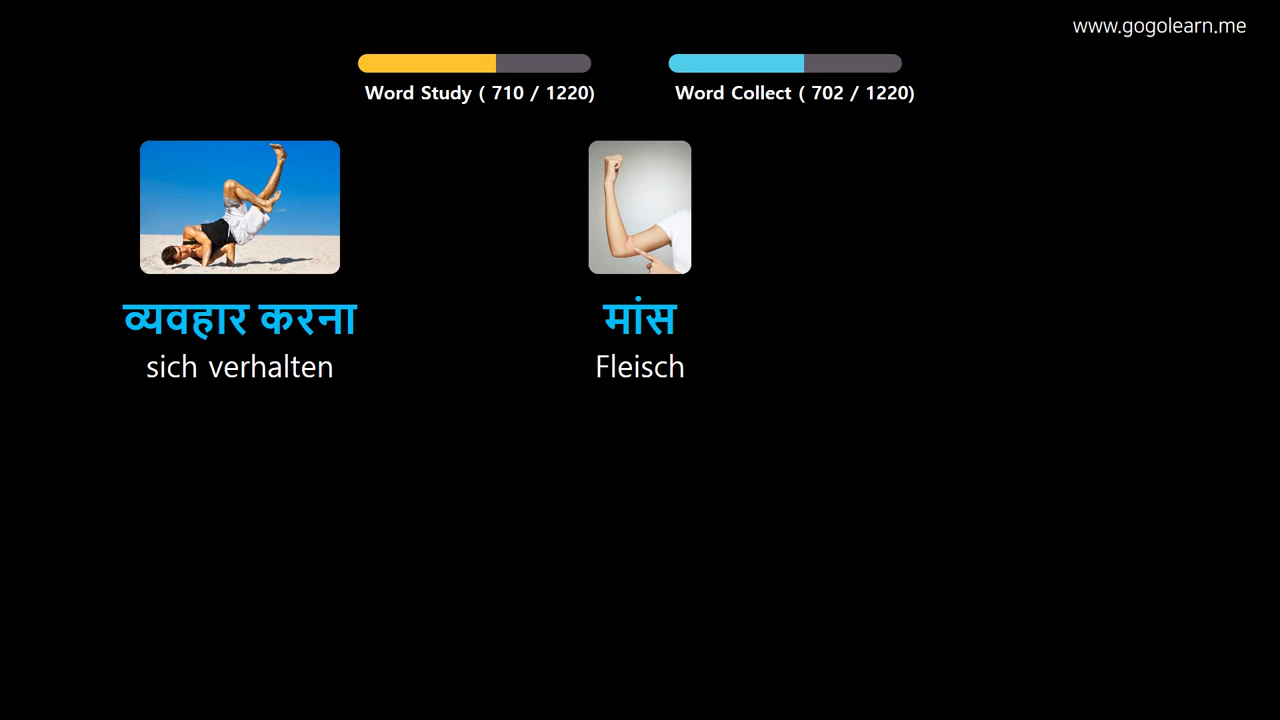 www.gogolearn.me
Word Study ( 710 / 1220)
Word Collect ( 702 / 1220)
व्यवहार करना
sich verhalten
मांस
Fleisch